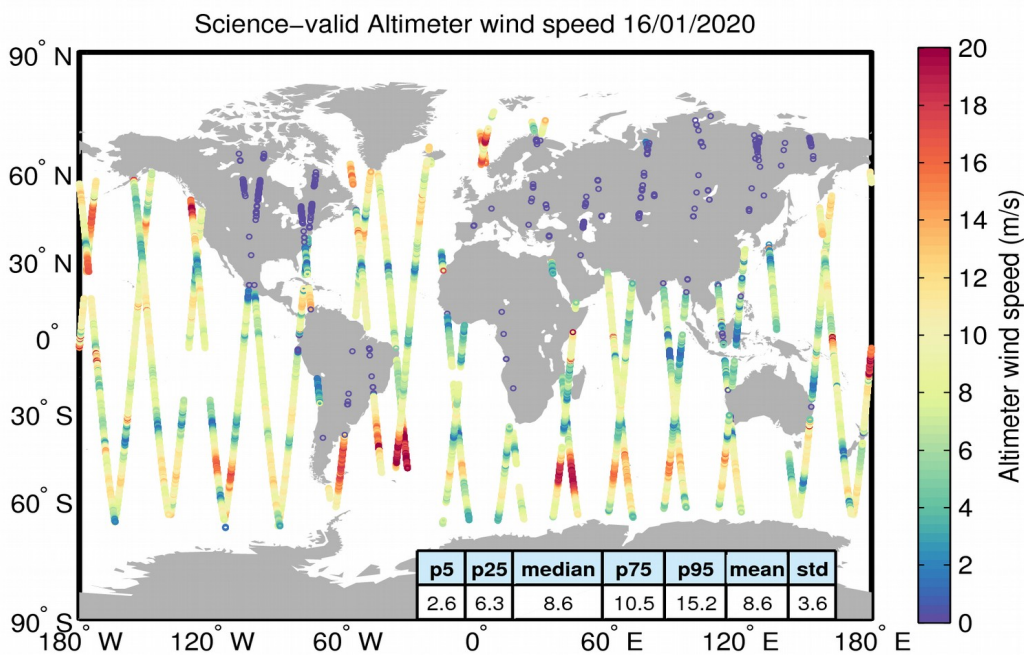 Science−valid Altimeter wind speed 16/01/2020
90° N
60° N
30° N
0°
30° S
60° S
90° S
180° W
120° W
60° W
0°
60° E
120° E
180° E
p5 p25 median p75 p95 mean std
2.6 6.3 8.6 10.5 15.2 8.6 3.6
20
18
16
14
12
10
8
6
4
2
0
Altimeter wind speed (m/s)